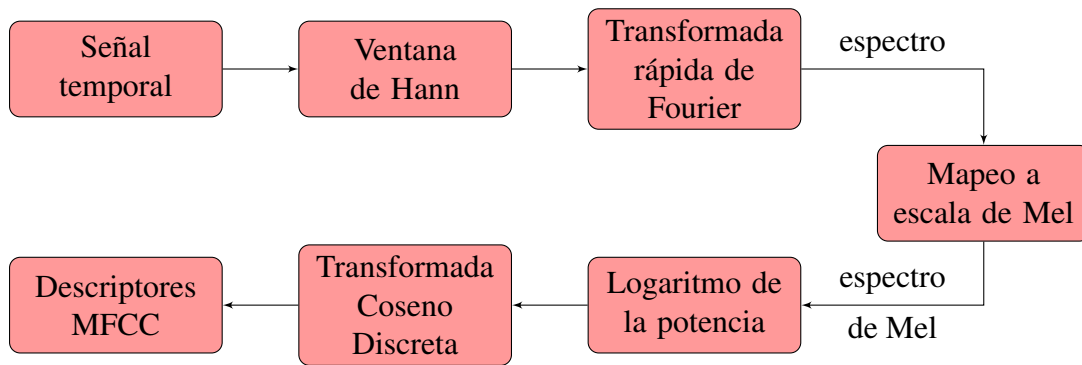 Señal
temporal
Ventana
de Hann
Transformada
rápida de
Fourier
espectro
Mapeo a
escala de Mel
espectro
de Mel
Logaritmo de
la potencia
Transformada
Coseno
Discreta
Descriptores
MFCC